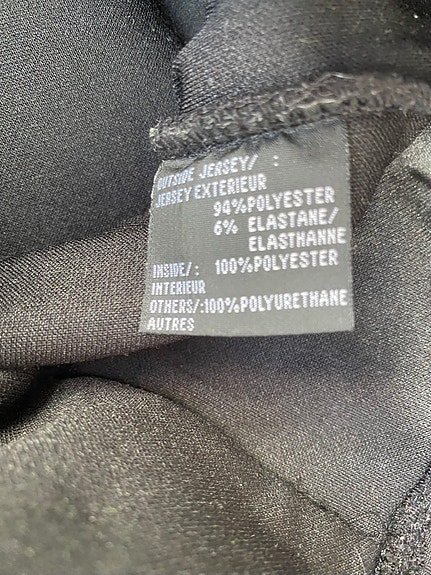 OUTSIDE JERSEY/ :
JERSEY EXTERIEUR
94%POLYESTER
6% ELASTANE/
ELASTHANNE
INSIDE/: 100%POLYESTER
INTERIEUR
OTHERS/:100%POLYURETHANE
AUTRES